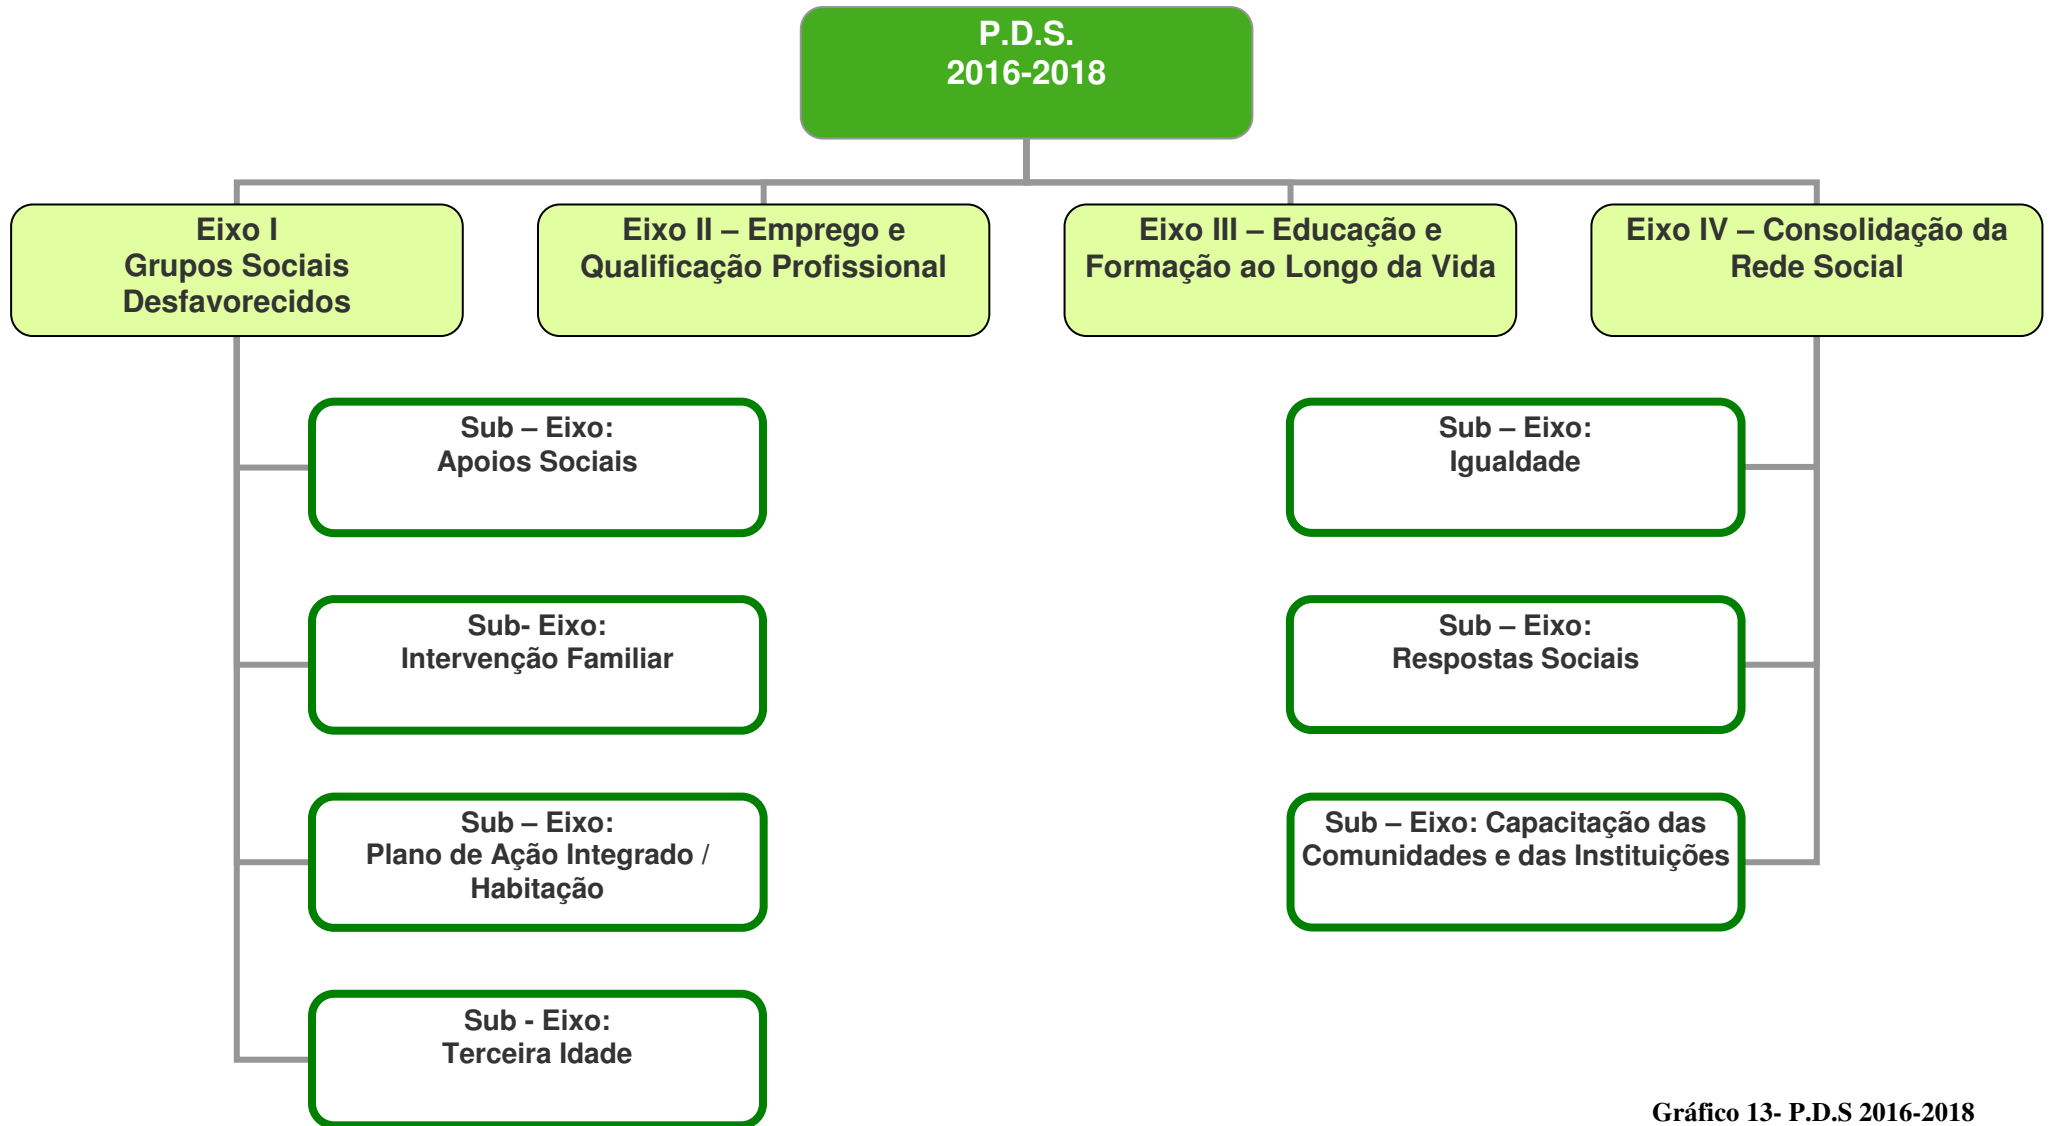 P.D.S.
2016-2018
Eixo I
Grupos Sociais
Desfavorecidos
Eixo II – Emprego e
Qualificação Profissional
Eixo III – Educação e
Formação ao Longo da Vida
Eixo IV – Consolidação da
Rede Social
Sub – Eixo:
Apoios Sociais
Sub- Eixo:
Intervenção Familiar
Sub – Eixo:
Plano de Ação Integrado /
Habitação
Sub - Eixo:
Terceira Idade
Sub – Eixo:
Igualdade
Sub – Eixo:
Respostas Sociais
Sub – Eixo: Capacitação das
Comunidades e das Instituições
Gráfico 13- P.D.S 2016-2018